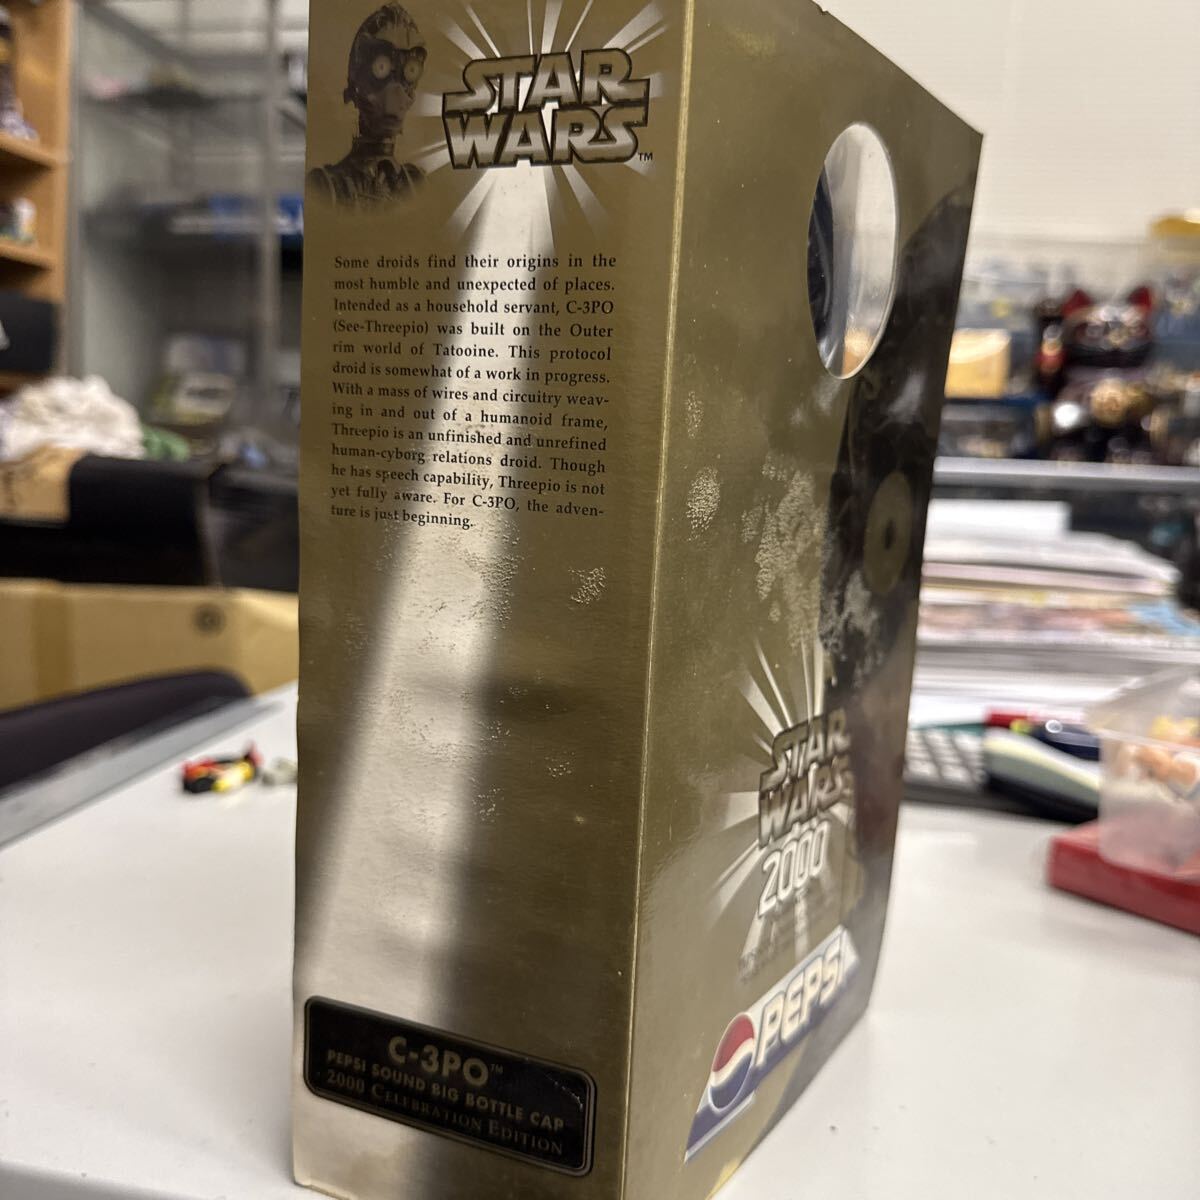 STAR
WARS™
Some droids find their origins in the
most humble and unexpected of places.
Intended as a household servant, C-3PO
(See-Threepio) was built on the Outer
rim world of Tatooine. This protocol
droid is somewhat of a work in progress.
With a mass of wires and circuitry weav-
ing in and out of a humanoid frame,
Threepio is an unfinished and unrefined
human-cyborg relations droid. Though
he has speech capability, Threepio is not
yet fully aware. For C-3PO, the adven-
ture is just beginning.
C-3PO™
PEPSI SOUND BIG BOTTLE CAP
2000 CELEBRATION EDITION
STAR
WARS
2000
PEPSI